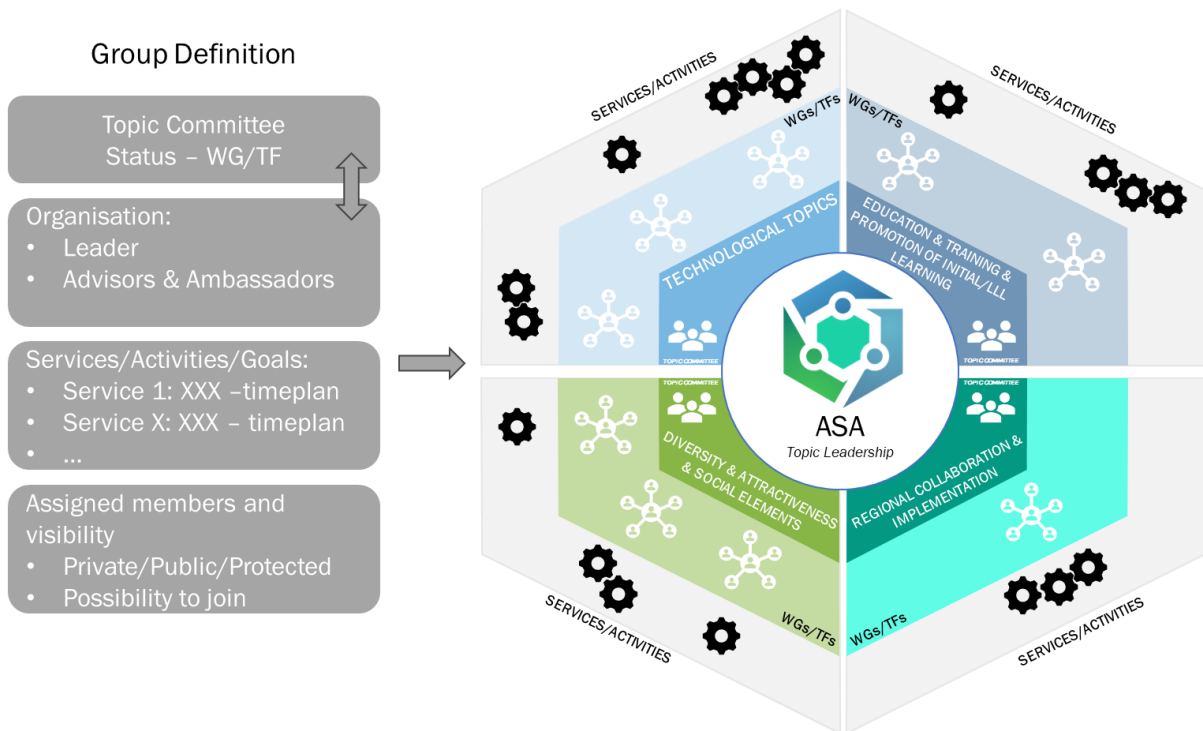 Group Definition
Topic Committee
Status – WG/TF
Organisation:
• Leader
• Advisors & Ambassadors
Services/Activities/Goals:
• Service 1: XXX –timeplan
• Service X: XXX – timeplan
• ...
Assigned members and
visibility
• Private/Public/Protected
• Possibility to join
SERVICES/ACTIVITIES
WGs/TFs
TECHNOLOGICAL TOPICS
TOPIC COMMITTEE
SERVICES/ACTIVITIES
WGs/TFs
EDUCATION & TRAINING &
PROMOTION OF INITIAL/LLL
LEARNING
TOPIC COMMITTEE
ASA
Topic Leadership
TOPIC COMMITTEE
DIVERSITY & ATTRACTIVENESS
& SOCIAL ELEMENTS
WGs/TFs
SERVICES/ACTIVITIES
TOPIC COMMITTEE
REGIONAL COLLABORATION &
IMPLEMENTATION
WGs/TFs
SERVICES/ACTIVITIES